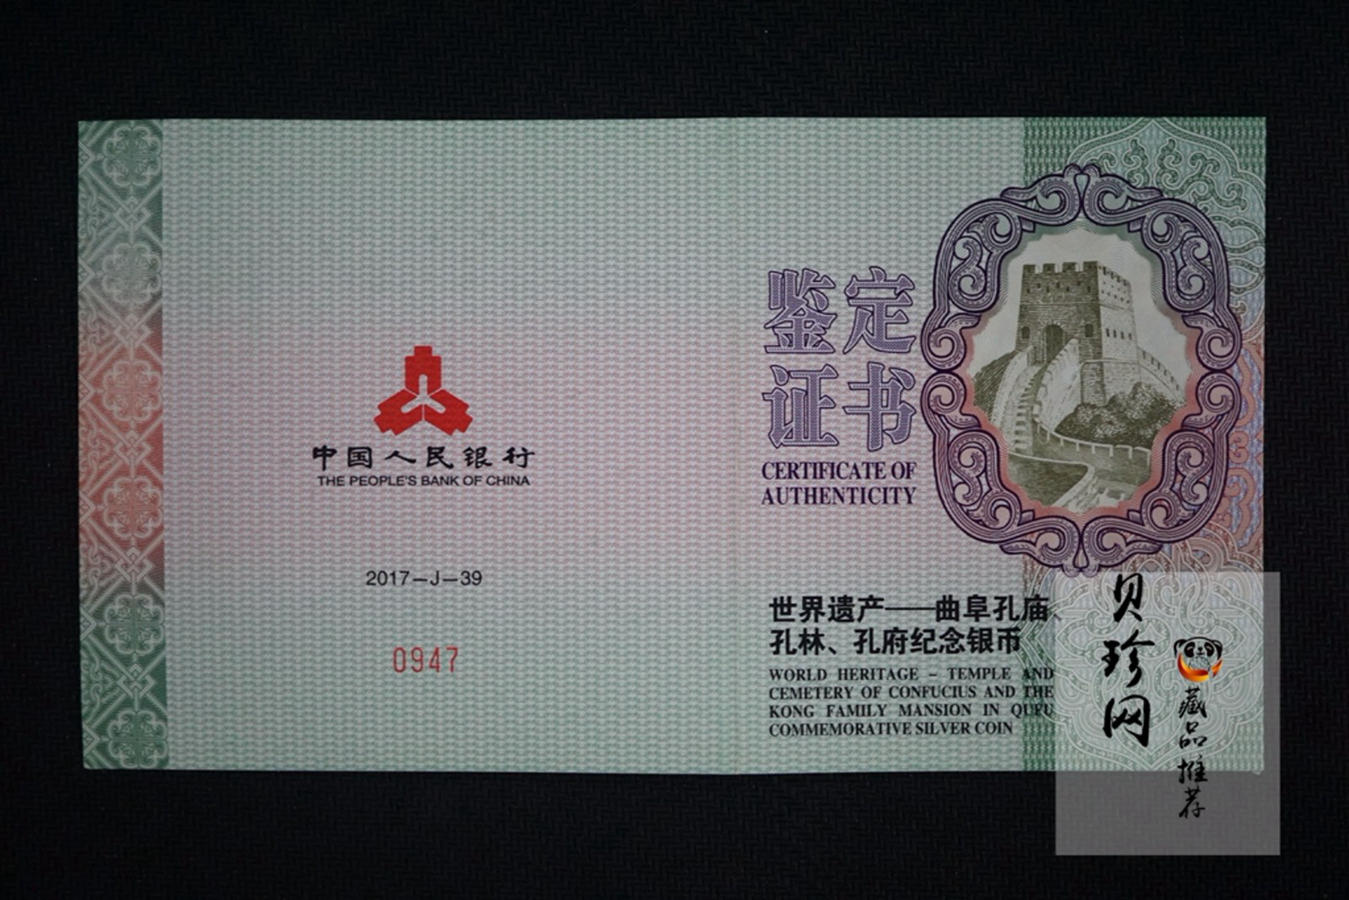 中国人民银行
THE PEOPLE'S BANK OF CHINA
2017—J—39
0947
鉴定
证书
CERTIFICATE OF
AUTHENTICITY
世界遗产——曲阜孔庙、
孔林、孔府纪念银币
WORLD HERITAGE – TEMPLE AND
CEMETERY OF CONFUCIUS AND THE
KONG FAMILY MANSION IN QUFU
COMMEMORATIVE SILVER COIN
贝珍网
藏品推荐